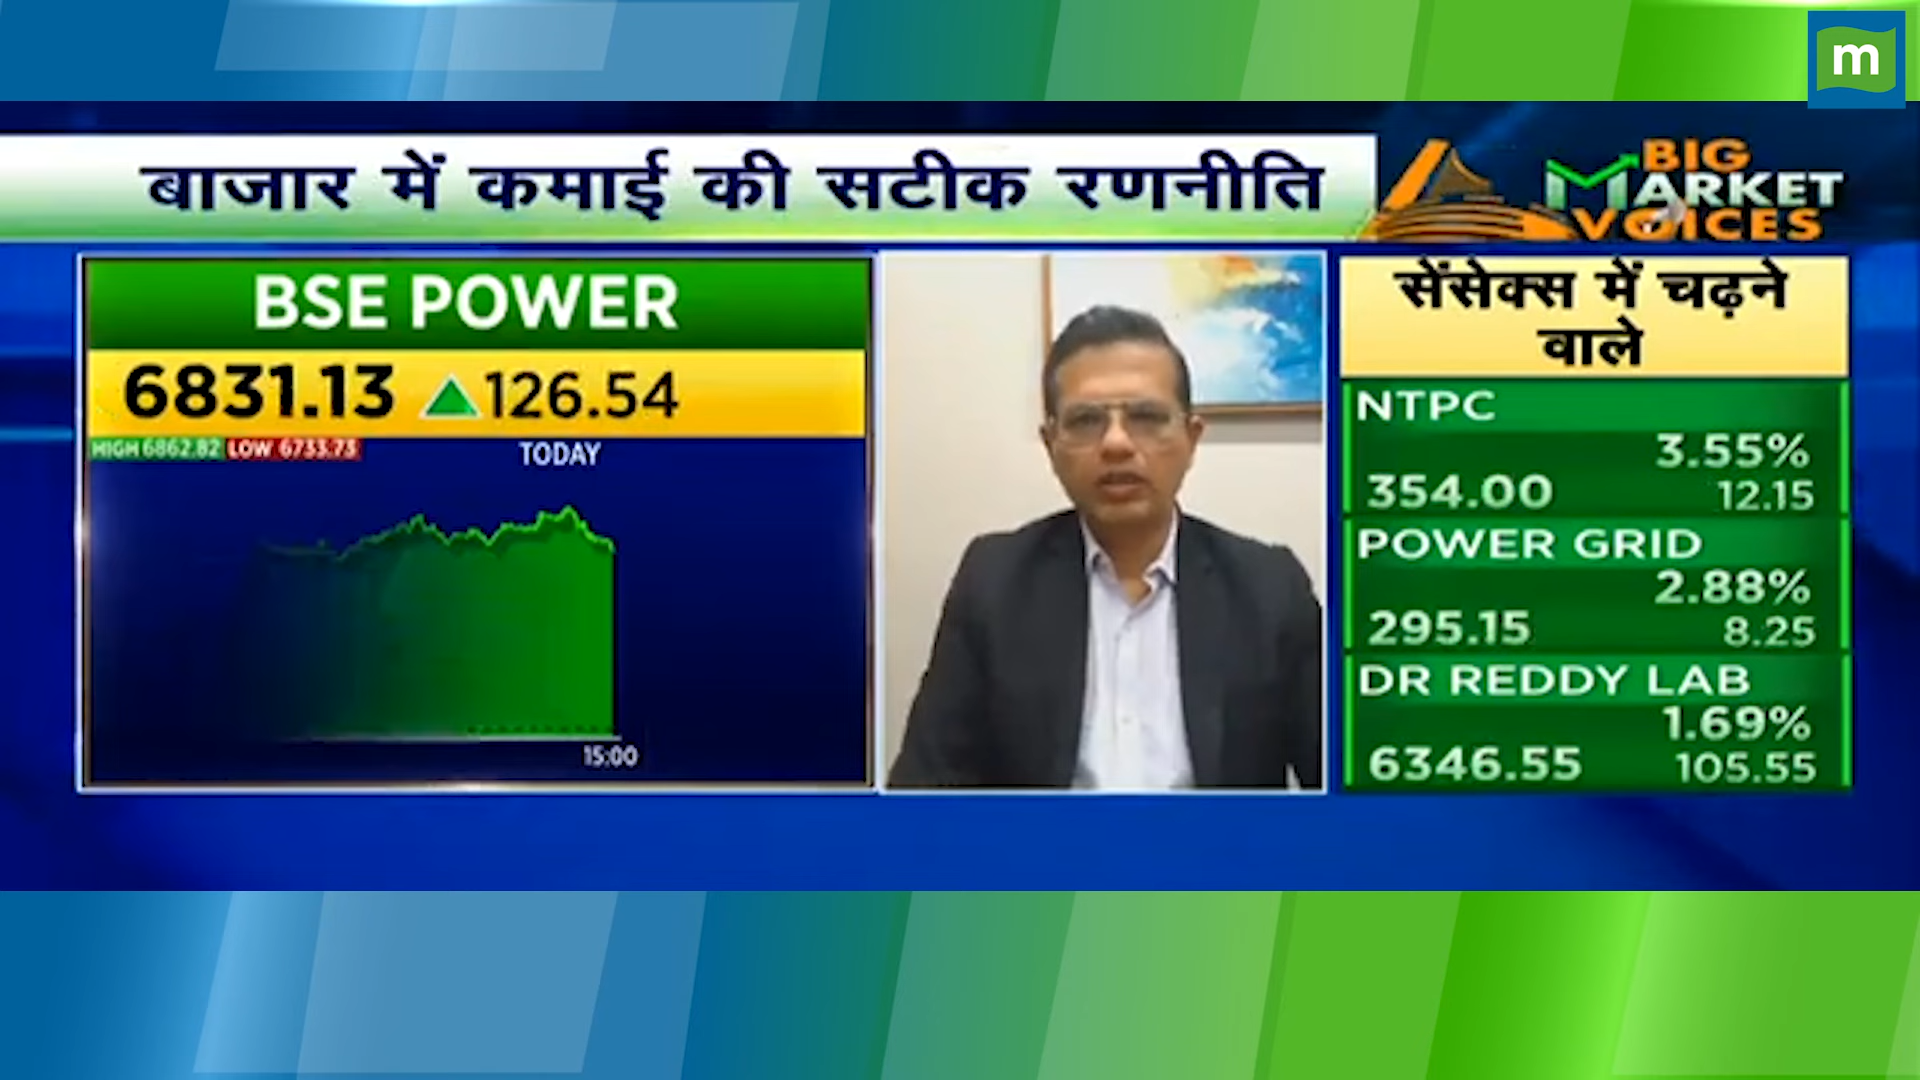 m
बाजार में कमाई की सटीक रणनीति
BIG
MARKET
VOICES
BSE POWER
6831.13 ▲ 126.54
HIGH 6862.82 LOW 6733.73
TODAY
15:00
सेंसेक्स में चढ़ने
वाले
NTPC
3.55%
354.00 12.15
POWER GRID
2.88%
295.15 8.25
DR REDDY LAB
1.69%
6346.55 105.55